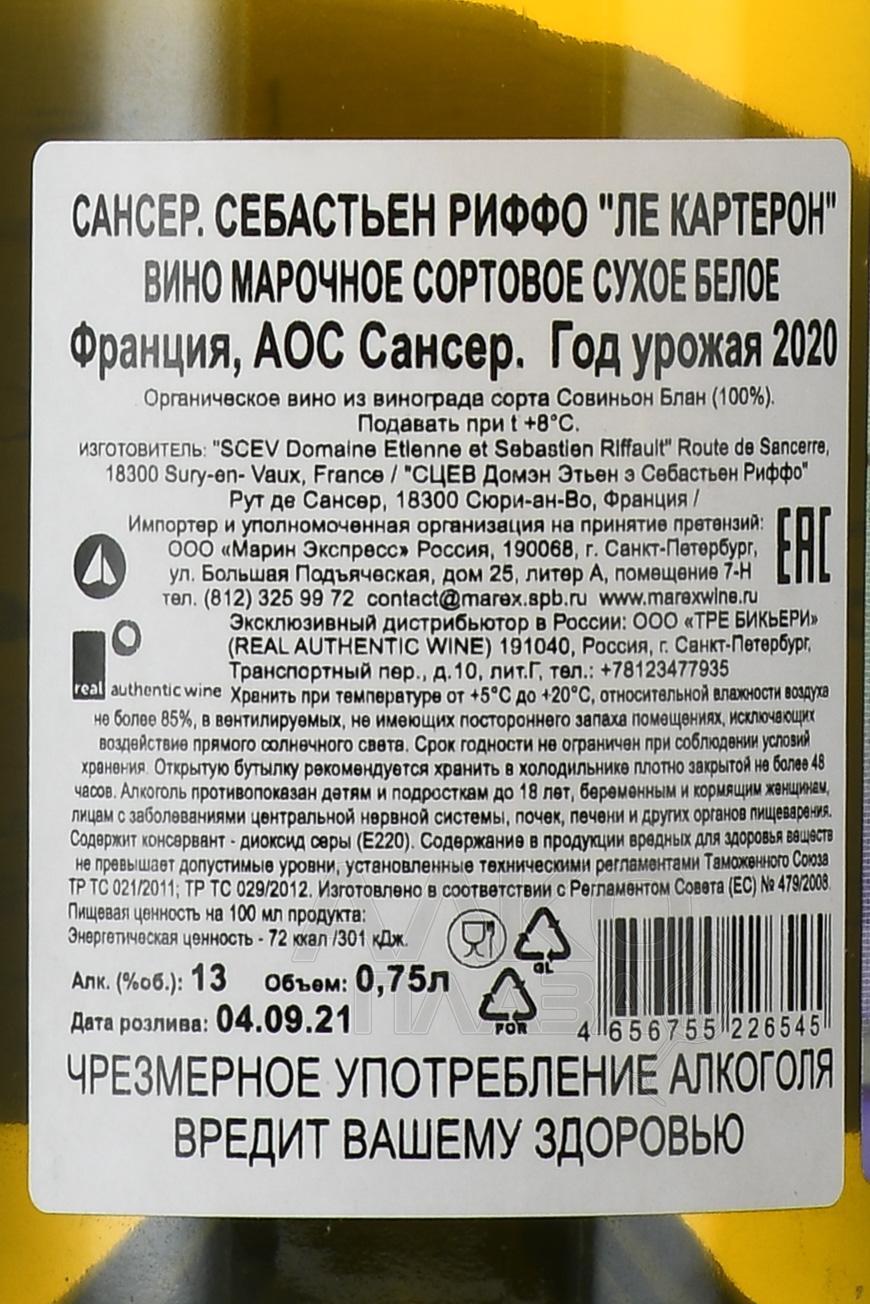 САНСЕР. СЕБАСТЬЕН РИФФО "ЛЕ КАРТЕРОН"
ВИНО МАРОЧНОЕ СОРТОВОЕ СУХОЕ БЕЛОЕ
Франция, АОС Сансер. Год урожая 2020
Органическое вино из винограда сорта Совиньон Блан (100%).
Подавать при t +8°C.
ИЗГОТОВИТЕЛЬ: "SCEV Domaine Etienne et Sebastien Riffault" Route de Sancerre,
18300 Sury-en- Vaux, France / "СЦЕВ Домэн Этьен э Себастьен Риффо"
Рут де Сансер, 18300 Сюри-ан-Во, Франция /
Импортер и уполномоченная организация на принятие претензий:
ООО «Марин Экспресс» Россия, 190068, г. Санкт-Петербург,
ул. Большая Подъяческая, дом 25, литер А, помещение 7-Н
тел. (812) 325 99 72 contact@marex.spb.ru www.marexwine.ru
EAC
Эксклюзивный дистрибьютор в России: ООО «ТРЕ БИКЬЕРИ»
(REAL AUTHENTIC WINE) 191040, Россия, г. Санкт-Петербург,
Транспортный пер., д.10, лит.Г, тел.: +78123477935
real authentic wine
Хранить при температуре от +5°C до +20°C, относительной влажности воздуха
не более 85%, в вентилируемых, не имеющих постороннего запаха помещениях, исключающих
воздействие прямого солнечного света. Срок годности не ограничен при соблюдении условий
хранения. Открытую бутылку рекомендуется хранить в холодильнике плотно закрытой не более 48
часов. Алкоголь противопоказан детям и подросткам до 18 лет, беременным и кормящим женщинам,
лицам с заболеваниями центральной нервной системы, почек, печени и других органов пищеварения.
Содержит консервант - диоксид серы (E220). Содержание в продукции вредных для здоровья веществ
не превышает допустимые уровни, установленные техническими регламентами Таможенного Союза
ТР ТС 021/2011; ТР ТС 029/2012. Изготовлено в соответствии с Регламентом Совета (ЕС) № 479/2008.
Пищевая ценность на 100 мл продукта:
Энергетическая ценность - 72 ккал /301 кДж.
Алк. (%об.): 13 Объем: 0,75л
GL
Дата розлива: 04.09.21
FOR
4 656755 226545
ЧРЕЗМЕРНОЕ УПОТРЕБЛЕНИЕ АЛКОГОЛЯ
ВРЕДИТ ВАШЕМУ ЗДОРОВЬЮ